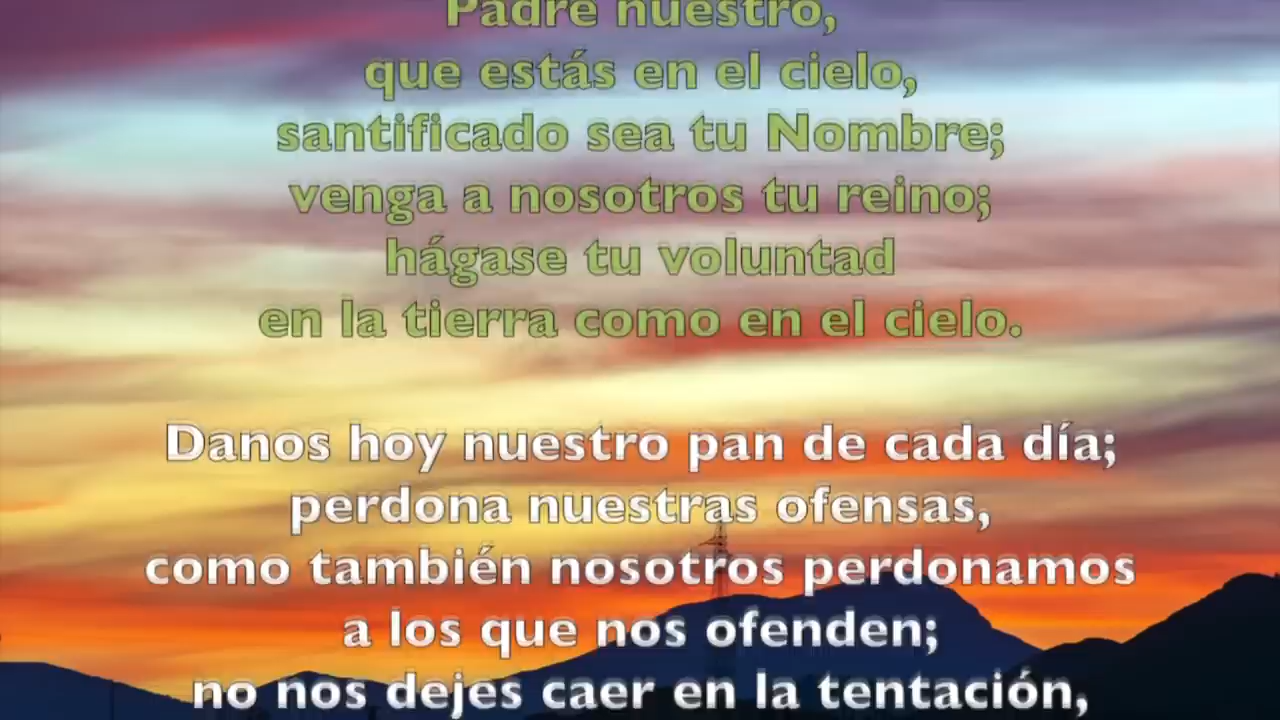 Padre nuestro,
que estás en el cielo,
santificado sea tu Nombre;
venga a nosotros tu reino;
hágase tu voluntad
en la tierra como en el cielo.
Danos hoy nuestro pan de cada día;
perdona nuestras ofensas,
como también nosotros perdonamos
a los que nos ofenden;
no nos dejes caer en la tentación,